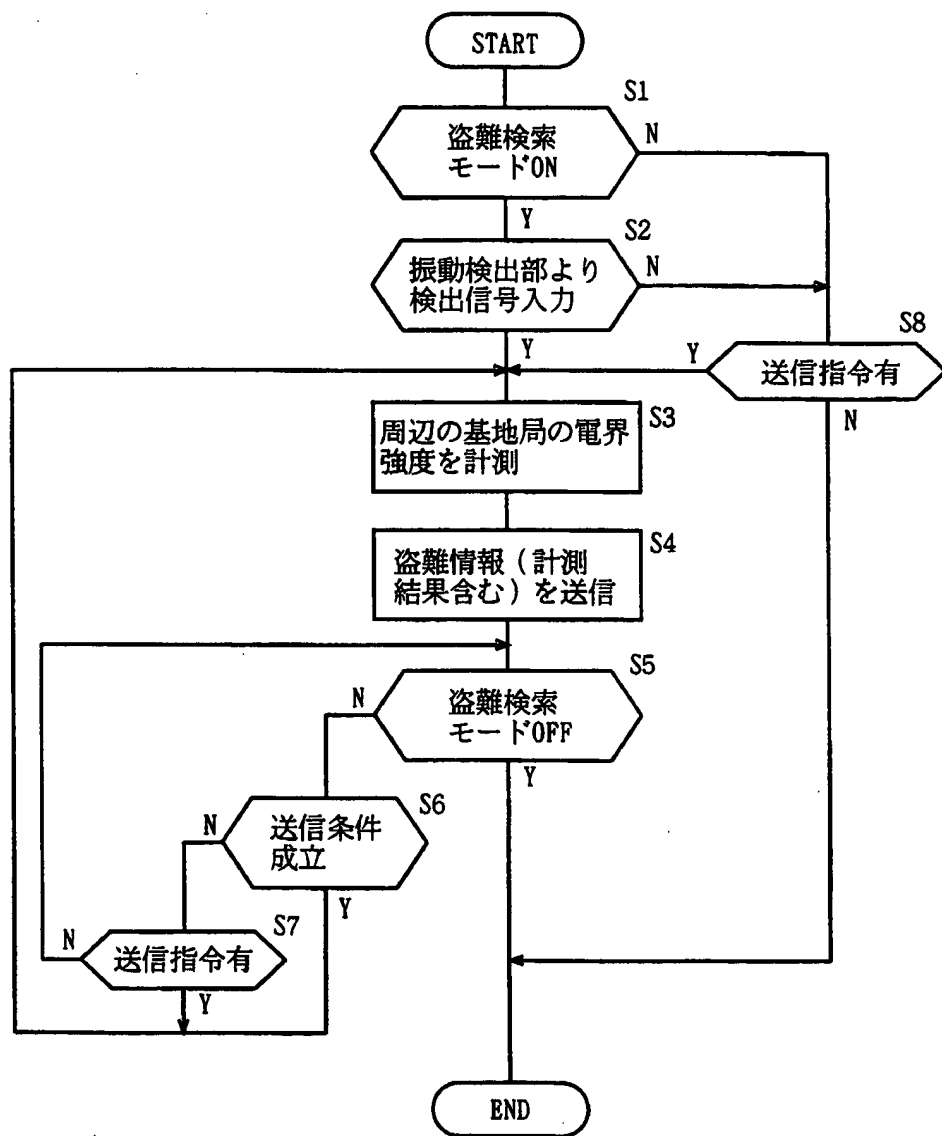 START
S1
盗難検索
モードON
N
Y
S2
振動検出部より
検出信号入力
N
Y
S8
送信指令有
Y
N
S3
周辺の基地局の電界
強度を計測
S4
盗難情報（計測
結果含む）を送信
S5
盗難検索
モードOFF
N
Y
S6
送信条件
成立
N
Y
S7
送信指令有
N
Y
END